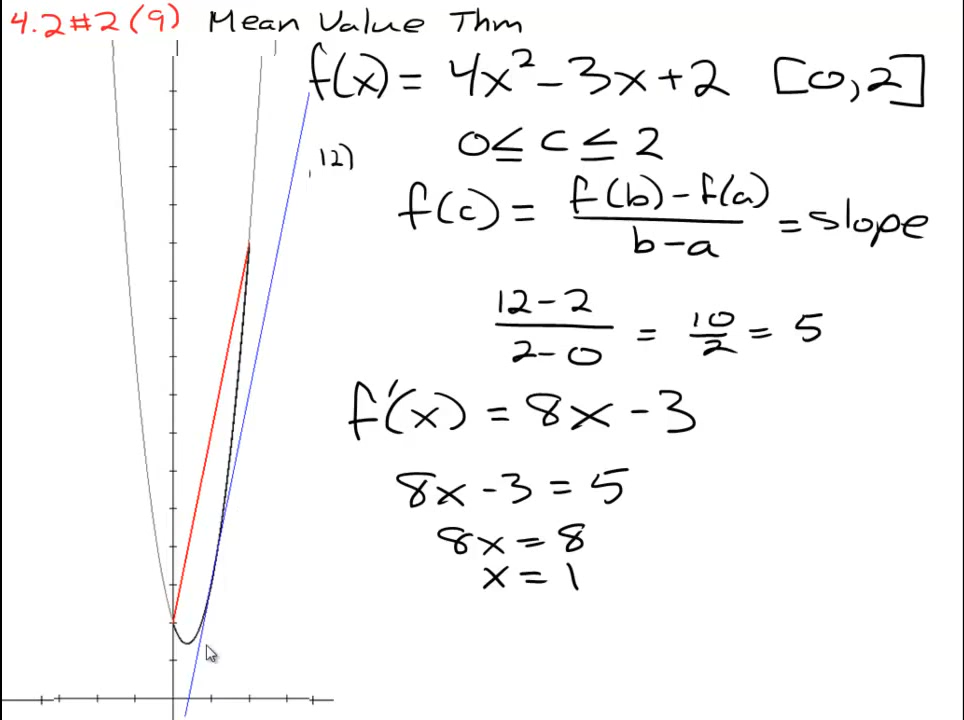 4.2#2(9) Mean Value Thm
f(x) = 4x² - 3x + 2 [0,2]
0 ≤ c ≤ 2
, 12)
f(c) = f(b) - f(a) / b - a = slope
12 - 2 / 2 - 0 = 10/2 = 5
f'(x) = 8x - 3
8x - 3 = 5
8x = 8
x = 1